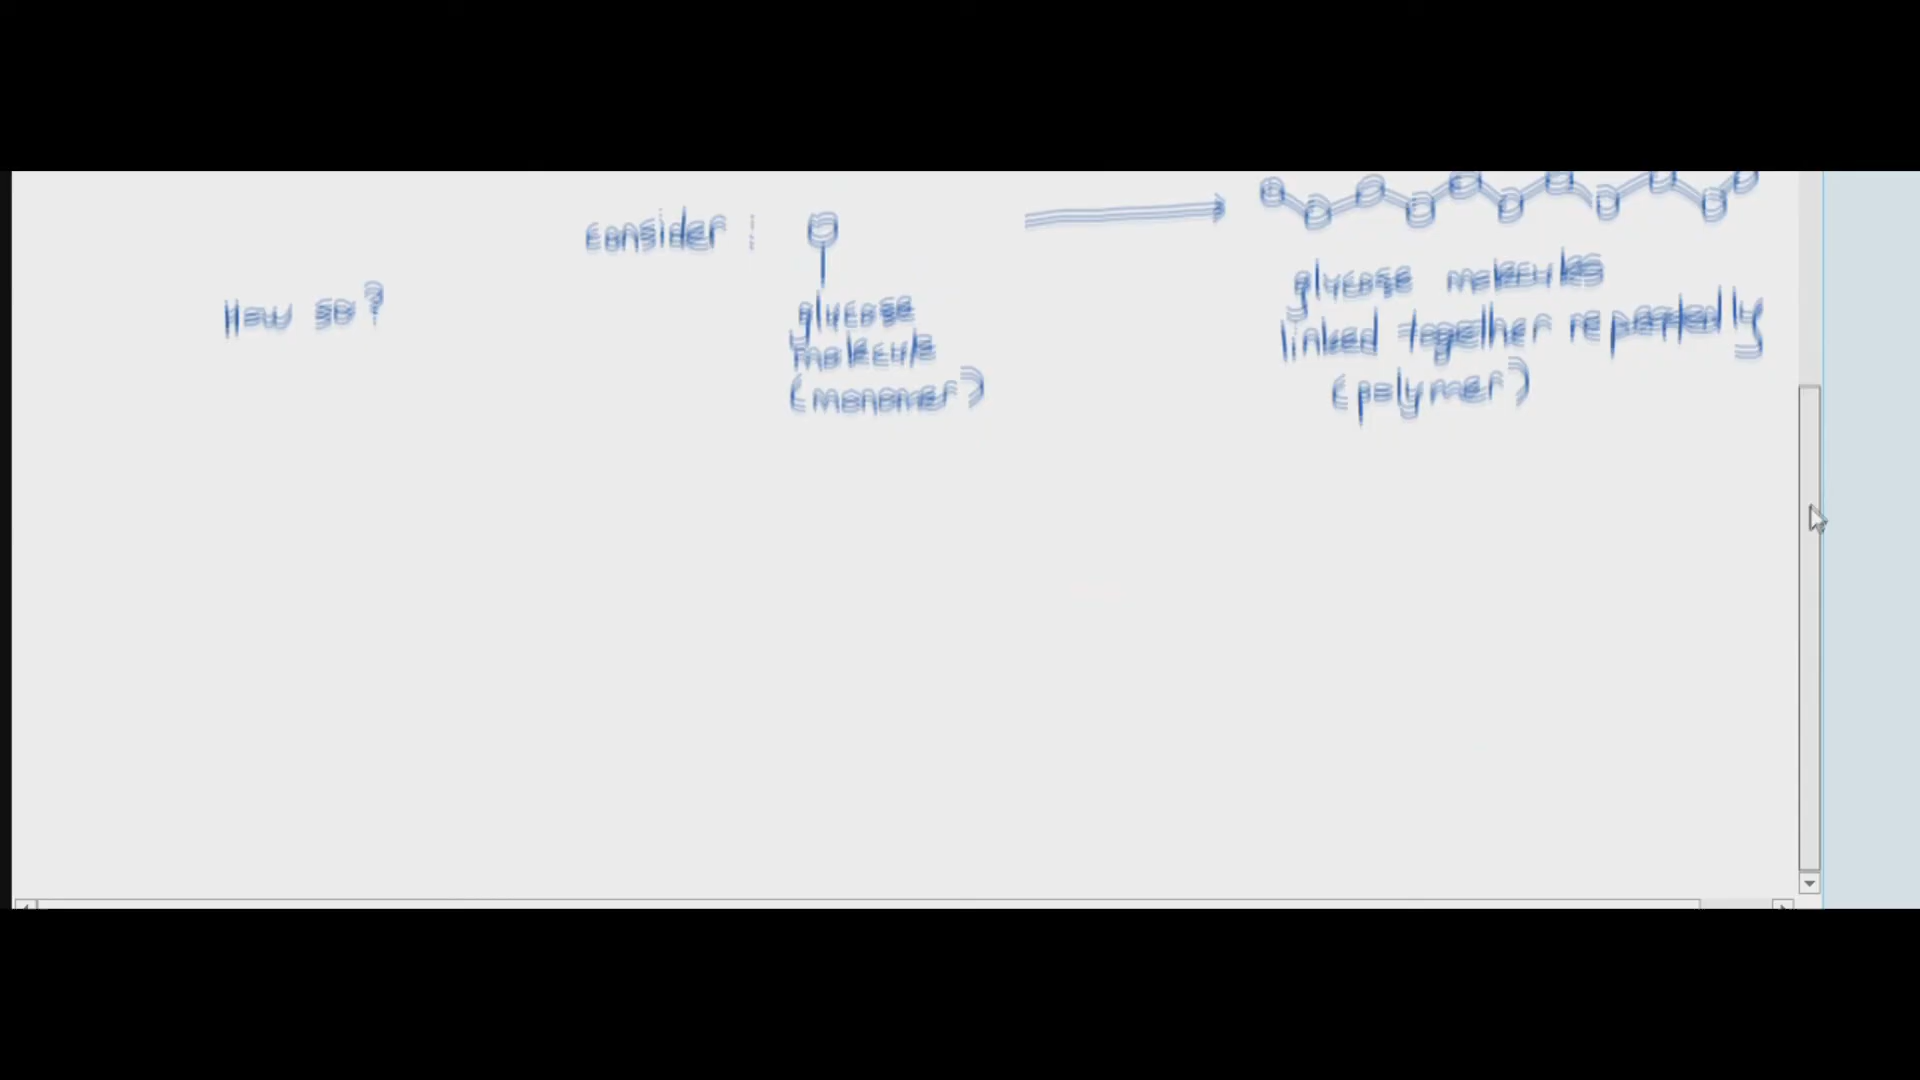 consider :
How so?
glucose
molecule
(monomer)
glucose molecules
linked together repeatedly
(polymer)